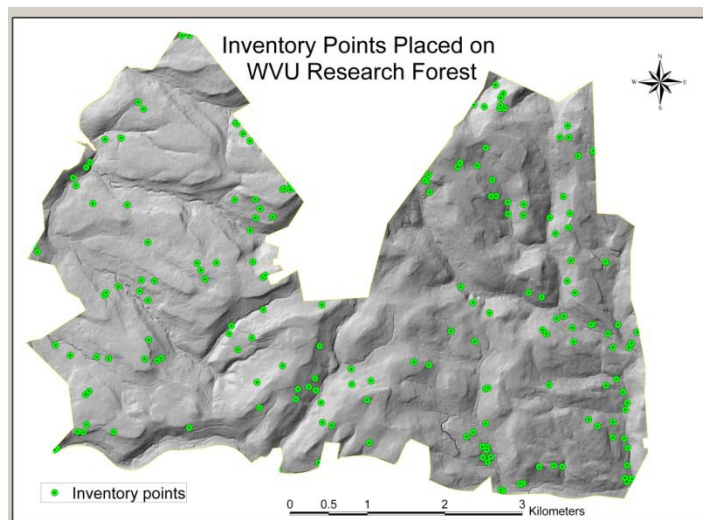 Inventory Points Placed on
WVU Research Forest
N
W E
S
Inventory points
0 0.5 1 2 3
Kilometers